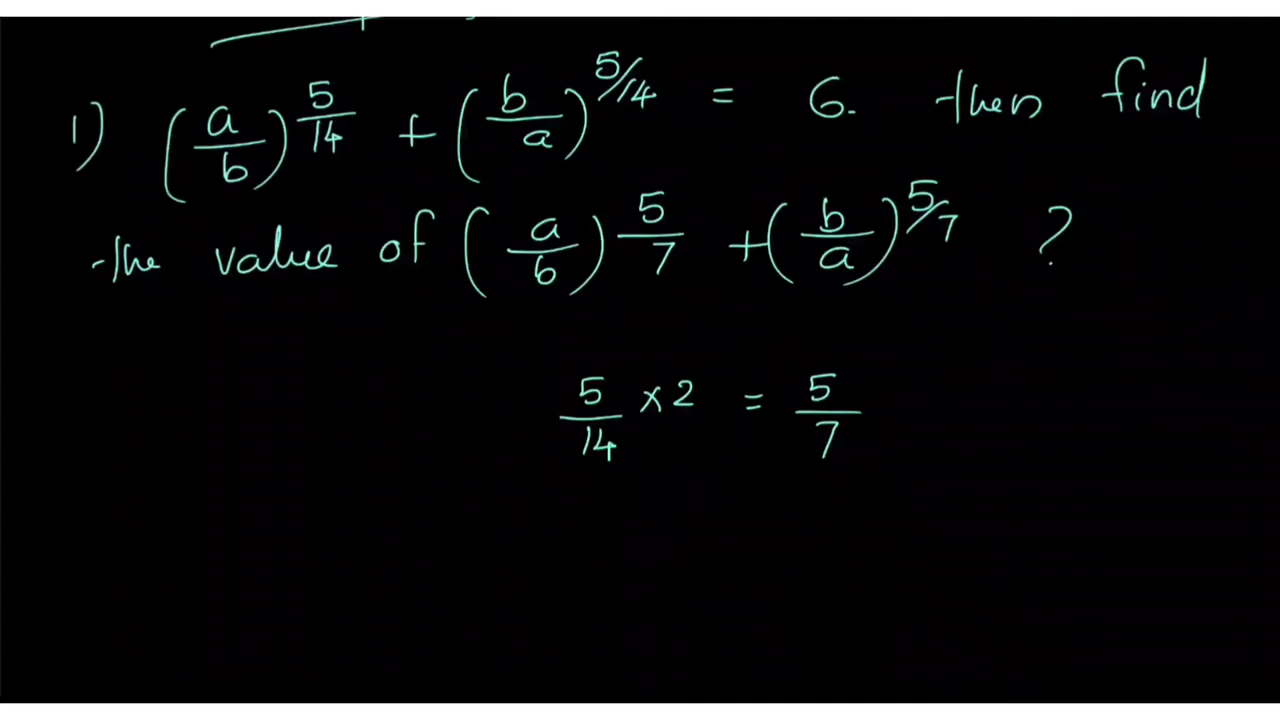 1) (a/b)^5/14 + (b/a)^5/14 = 6. then find
the value of (a/b)^5/7 + (b/a)^5/7 ?
5/14 × 2 = 5/7